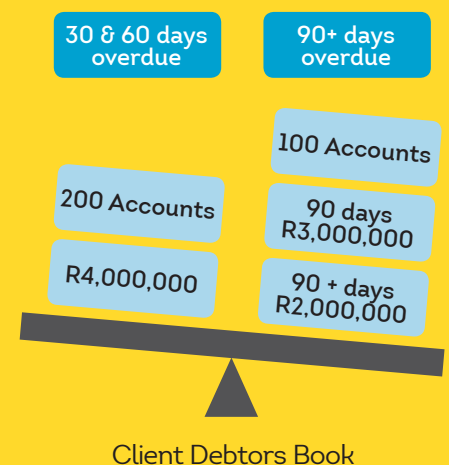 30 & 60 days
overdue
90+ days
overdue
100 Accounts
200 Accounts
90 days
R3,000,000
R4,000,000
90 + days
R2,000,000
Client Debtors Book